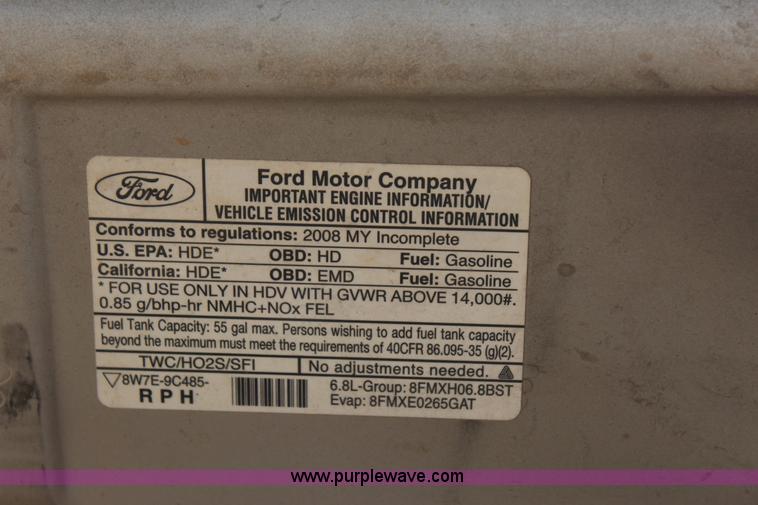 Ford
Ford Motor Company
IMPORTANT ENGINE INFORMATION/
VEHICLE EMISSION CONTROL INFORMATION
Conforms to regulations: 2008 MY Incomplete
U.S. EPA: HDE* OBD: HD Fuel: Gasoline
California: HDE* OBD: EMD Fuel: Gasoline
* FOR USE ONLY IN HDV WITH GVWR ABOVE 14,000#.
0.85 g/bhp-hr NMHC+NOx FEL
Fuel Tank Capacity: 55 gal max. Persons wishing to add fuel tank capacity
beyond the maximum must meet the requirements of 40CFR 86.095-35 (g)(2).
TWC/HO2S/SFI No adjustments needed.
8W7E-9C485- 6.8L-Group: 8FMXH06.8BST
RPH Evap: 8FMXE0265GAT
www.purplewave.com